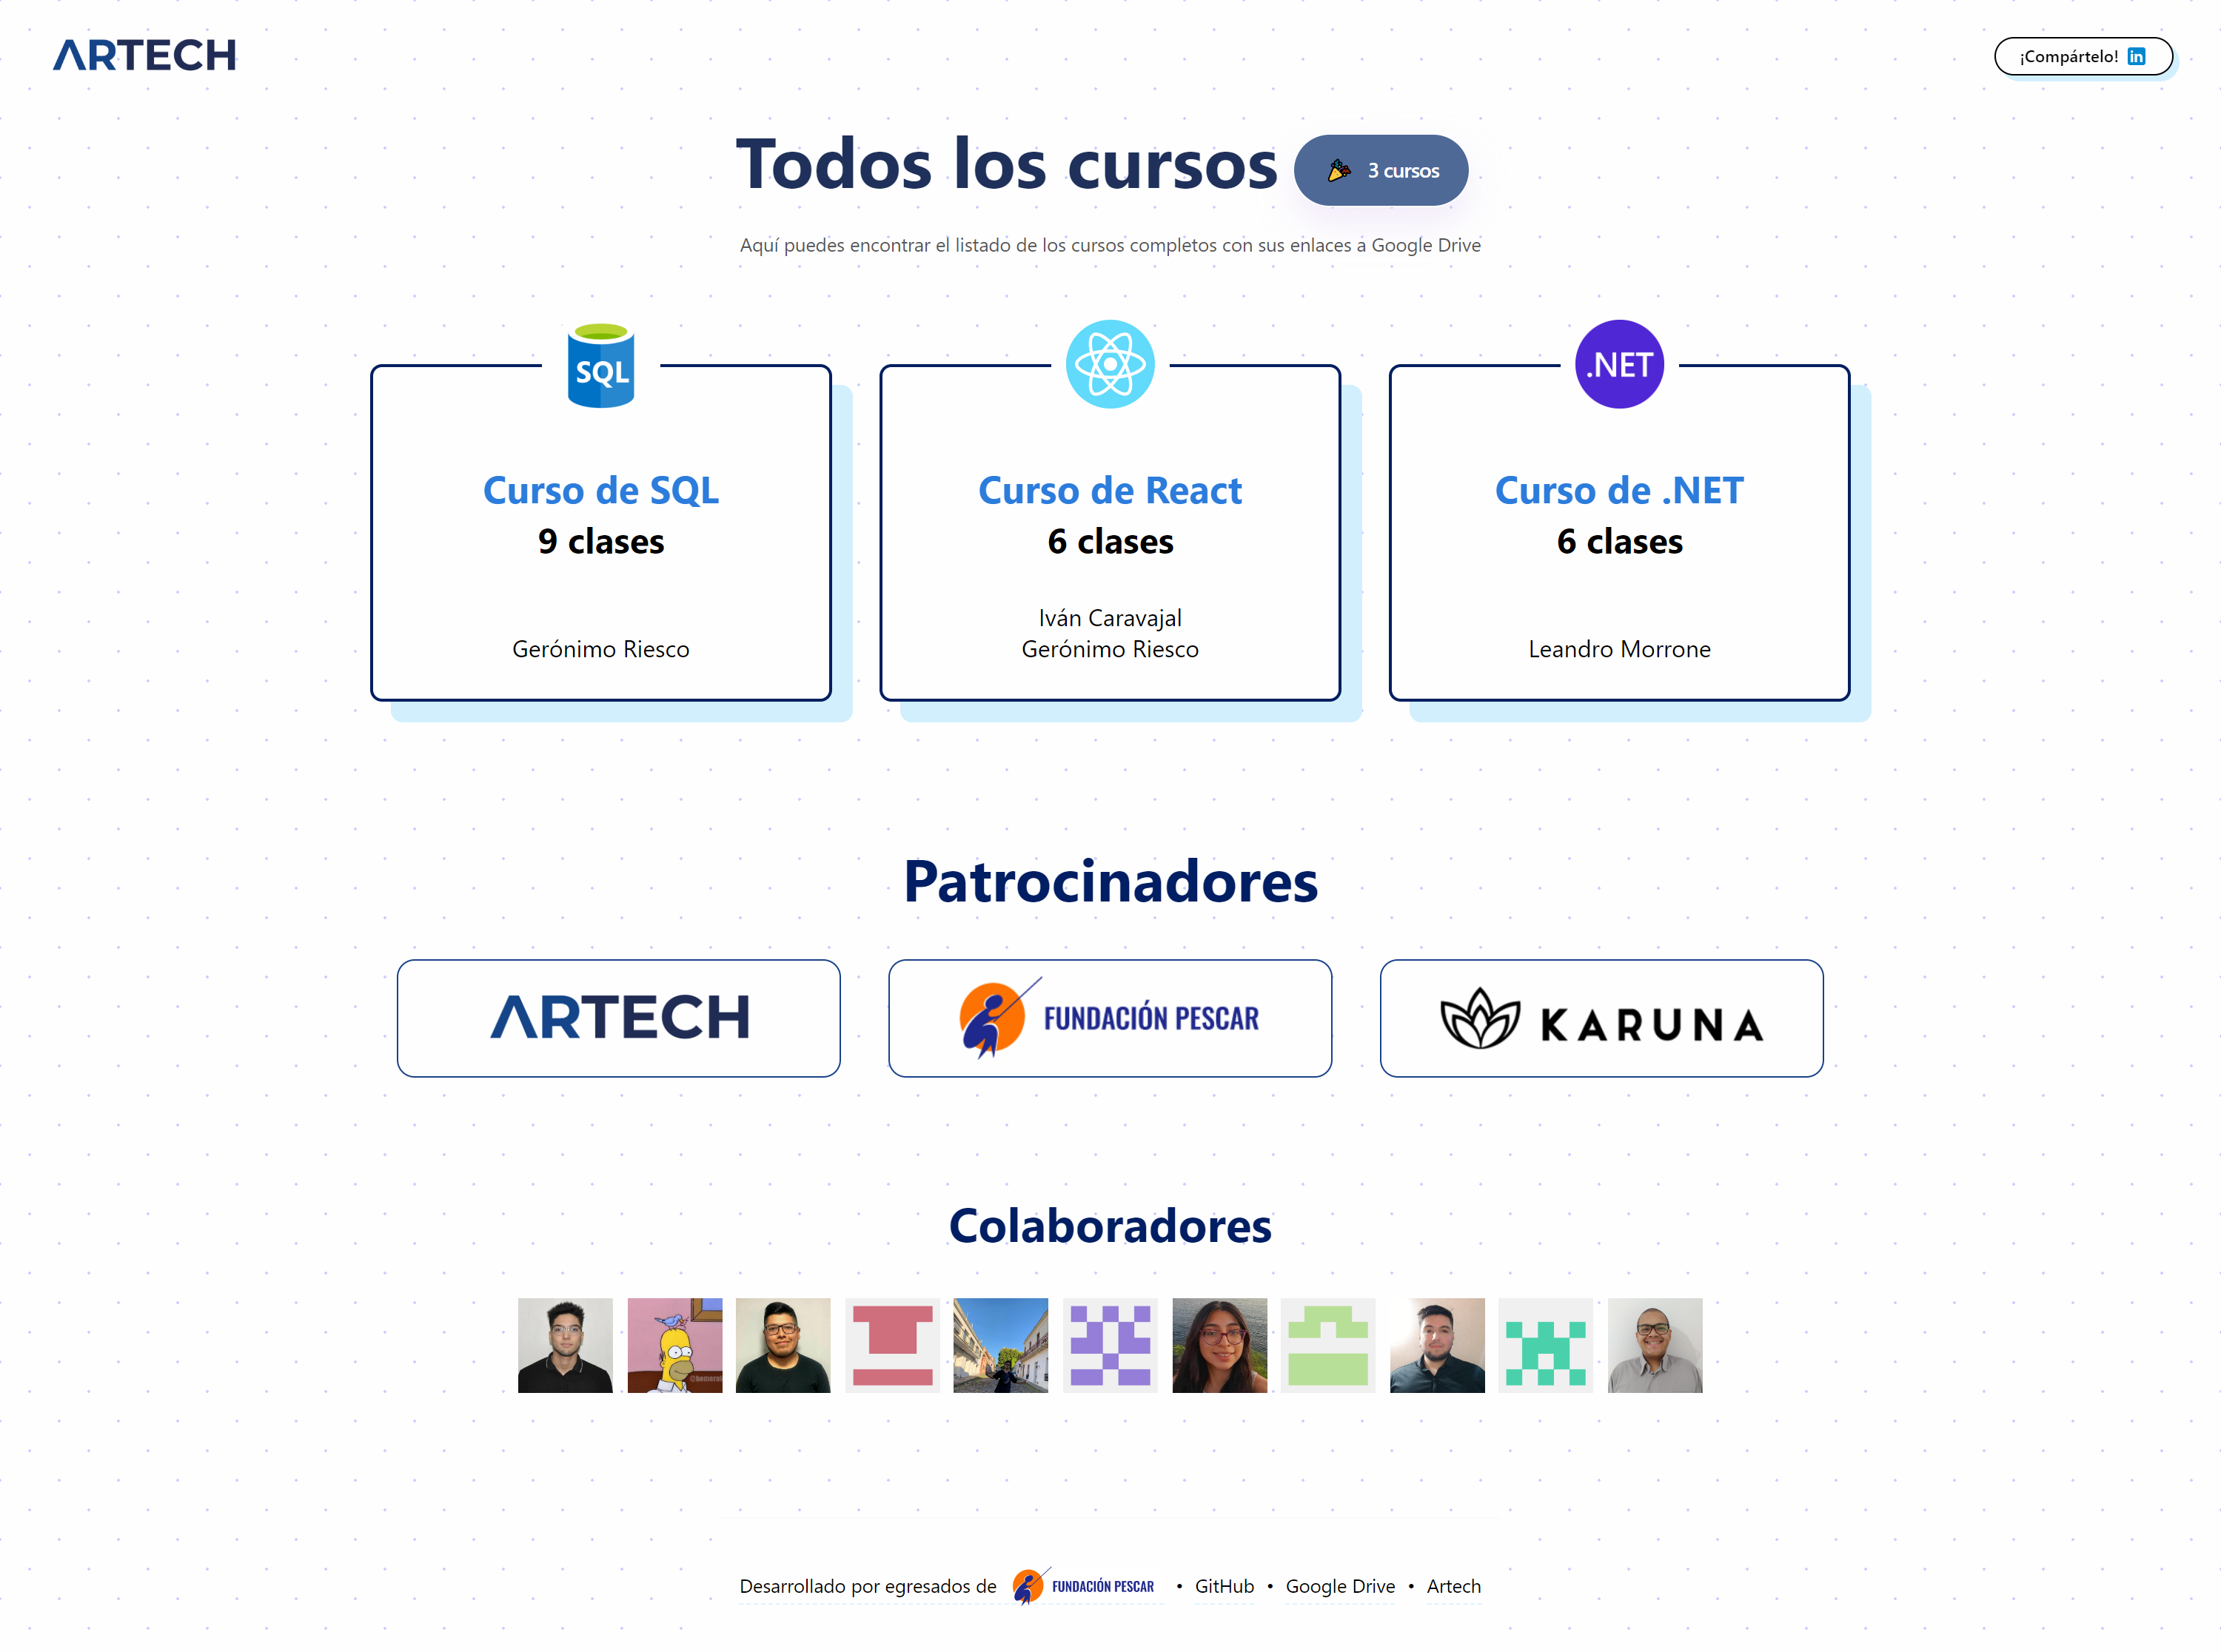 ARTECH
¡Compártelo! in
Todos los cursos
3 cursos
Aquí puedes encontrar el listado de los cursos completos con sus enlaces a Google Drive
SQL
Curso de SQL
9 clases
Gerónimo Riesco
Curso de React
6 clases
Iván Caravajal
Gerónimo Riesco
.NET
Curso de .NET
6 clases
Leandro Morrone
Patrocinadores
ARTECH
FUNDACIÓN PESCAR
KARUNA
Colaboradores
Desarrollado por egresados de FUNDACIÓN PESCAR • GitHub • Google Drive • Artech